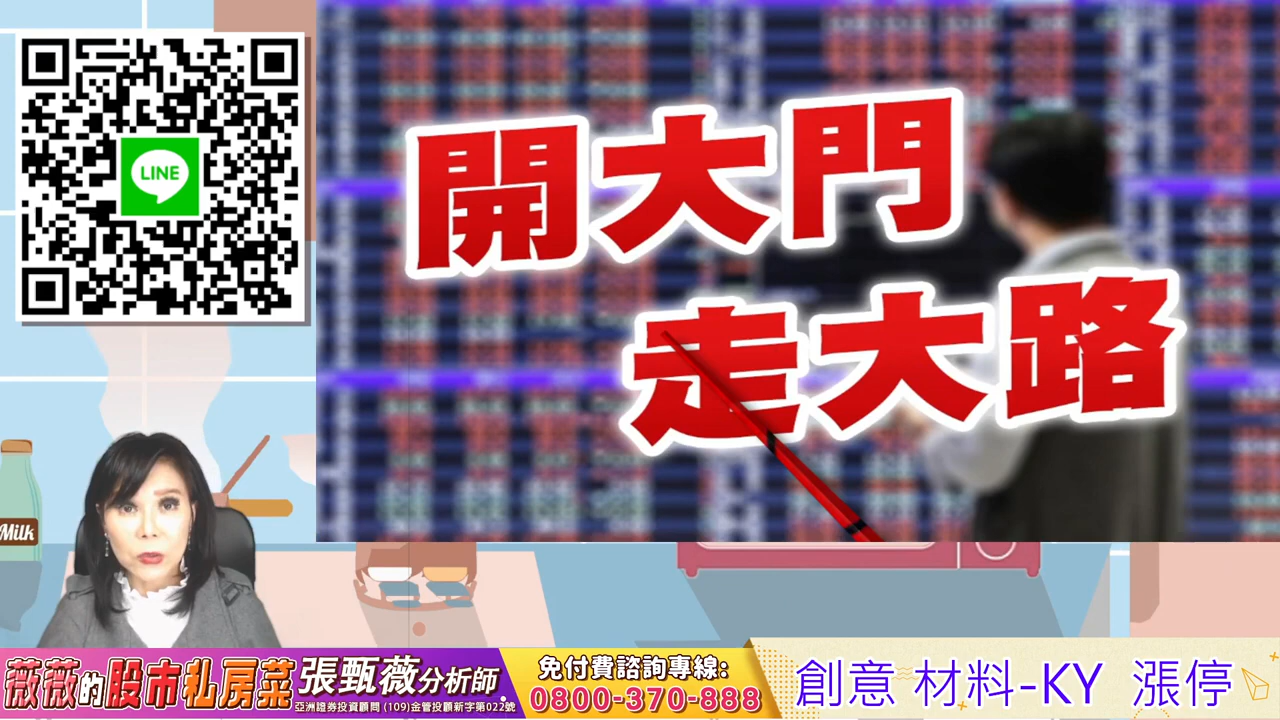 LINE
開大門
走大路
Milk
薇薇的股市私房菜
張甄薇分析師
亞洲證券投資顧問 (109)金管投顧新字第022號
免付費諮詢專線:
0800-370-888
創意 材料-KY 漲停